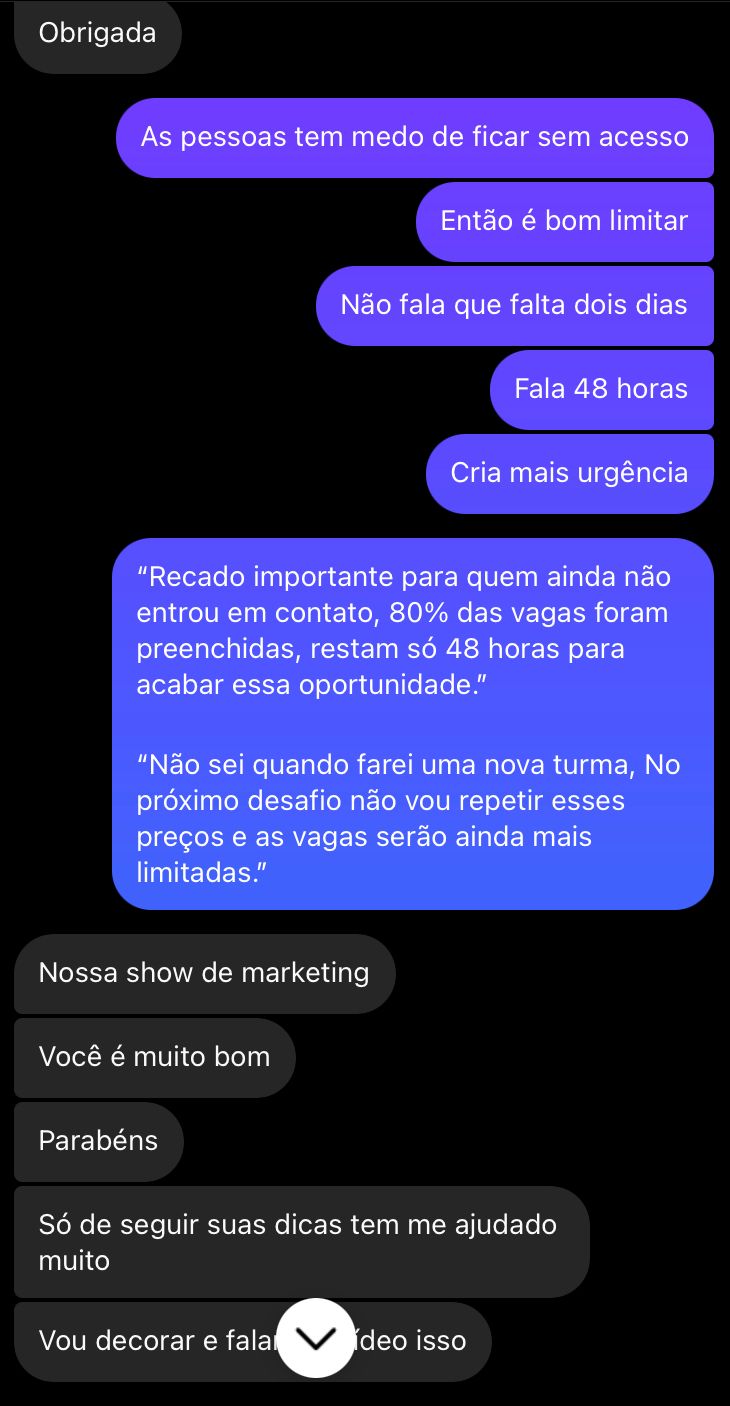 Obrigada
As pessoas tem medo de ficar sem acesso
Então é bom limitar
Não fala que falta dois dias
Fala 48 horas
Cria mais urgência
“Recado importante para quem ainda não
entrou em contato, 80% das vagas foram
preenchidas, restam só 48 horas para
acabar essa oportunidade.”
“Não sei quando farei uma nova turma, No
próximo desafio não vou repetir esses
preços e as vagas serão ainda mais
limitadas.”
Nossa show de marketing
Você é muito bom
Parabéns
Só de seguir suas dicas tem me ajudado
muito
Vou decorar e isso